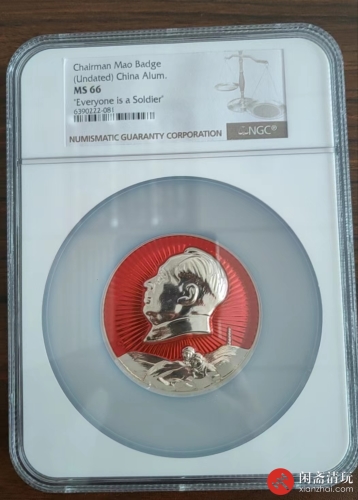 Chairman Mao Badge
(Undated) China Alum.
MS 66
'Everyone is a Soldier'
6390222-081
NUMISMATIC GUARANTY CORPORATION
NGC®
闲斋清玩
xianzhai.com